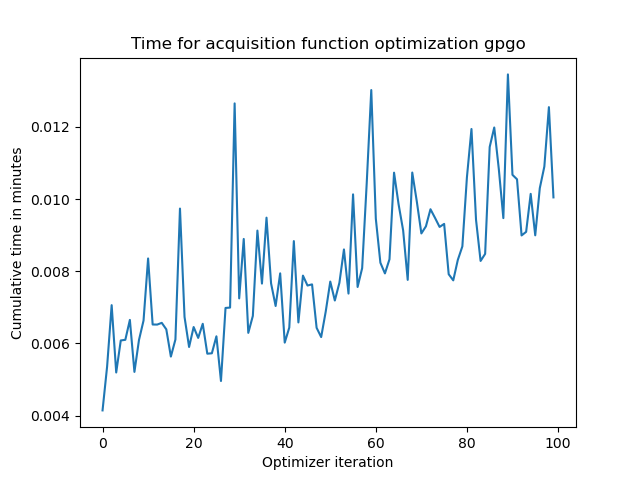 Time for acquisition function optimization gpgo
Cumulative time in minutes
0.012
0.010
0.008
0.006
0.004
0 20 40 60 80 100
Optimizer iteration